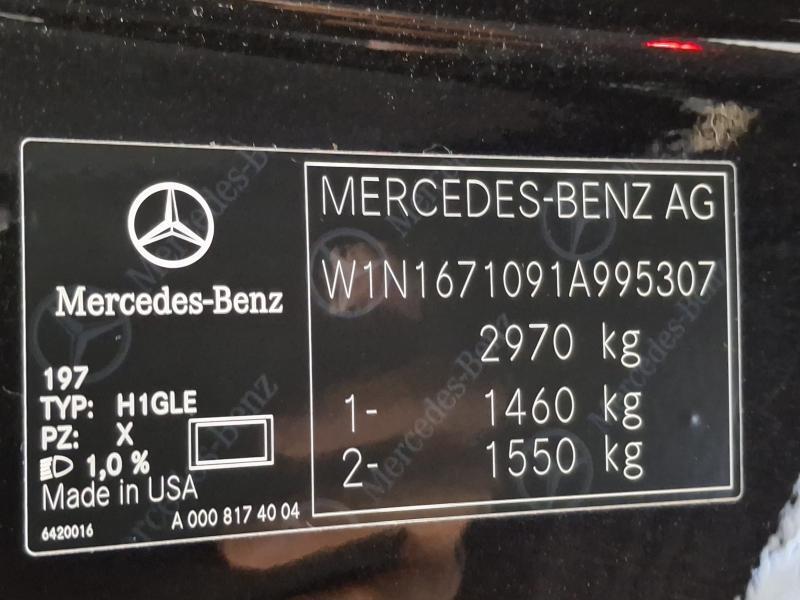 Mercedes-Benz
197
TYP: H1GLE
PZ: X
1,0 %
Made in USA
6420016
A 000 817 40 04
MERCEDES-BENZ AG
W1N1671091A995307
2970 kg
1- 1460 kg
2- 1550 kg